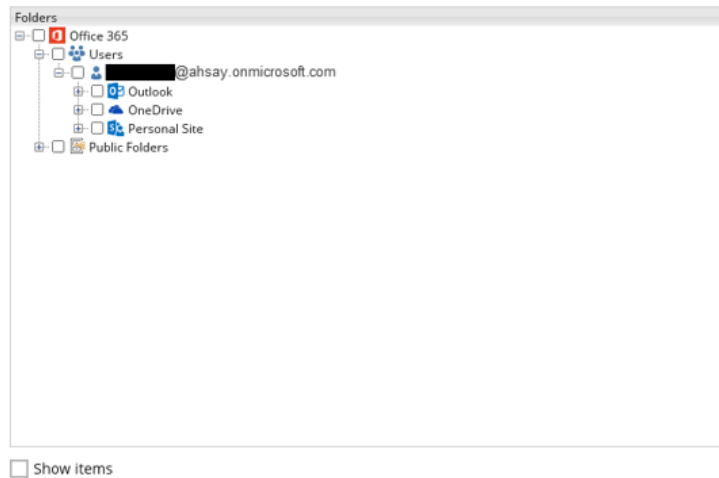 Folders
Office 365
Users
@ahsay.onmicrosoft.com
Outlook
OneDrive
Personal Site
Public Folders
Show items